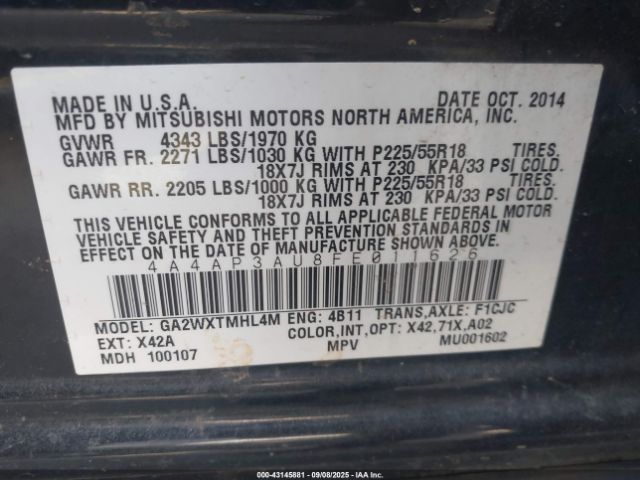 MADE IN U.S.A. DATE OCT. 2014
MFD BY MITSUBISHI MOTORS NORTH AMERICA, INC.
GVWR 4343 LBS/1970 KG
GAWR FR. 2271 LBS/1030 KG WITH P225/55R18 TIRES.
18X7J RIMS AT 230 KPA/33 PSI COLD.
GAWR RR. 2205 LBS/1000 KG WITH P225/55R18 TIRES.
18X7J RIMS AT 230 KPA/33 PSI COLD.
THIS VEHICLE CONFORMS TO ALL APPLICABLE FEDERAL MOTOR
VEHICLE SAFETY AND THEFT PREVENTION STANDARDS IN
EFFECT ON THE DATE OF MANUFACTURE SHOWN ABOVE.
4A4AP3AU8FE011626
MODEL: GA2WXTMHL4M ENG: 4B11 TRANS,AXLE: F1CJC
EXT: X42A COLOR,INT,OPT: X42,71X,A02
MDH 100107 MPV MU001602
000-43145881 - 09/08/2025 - IAA Inc.